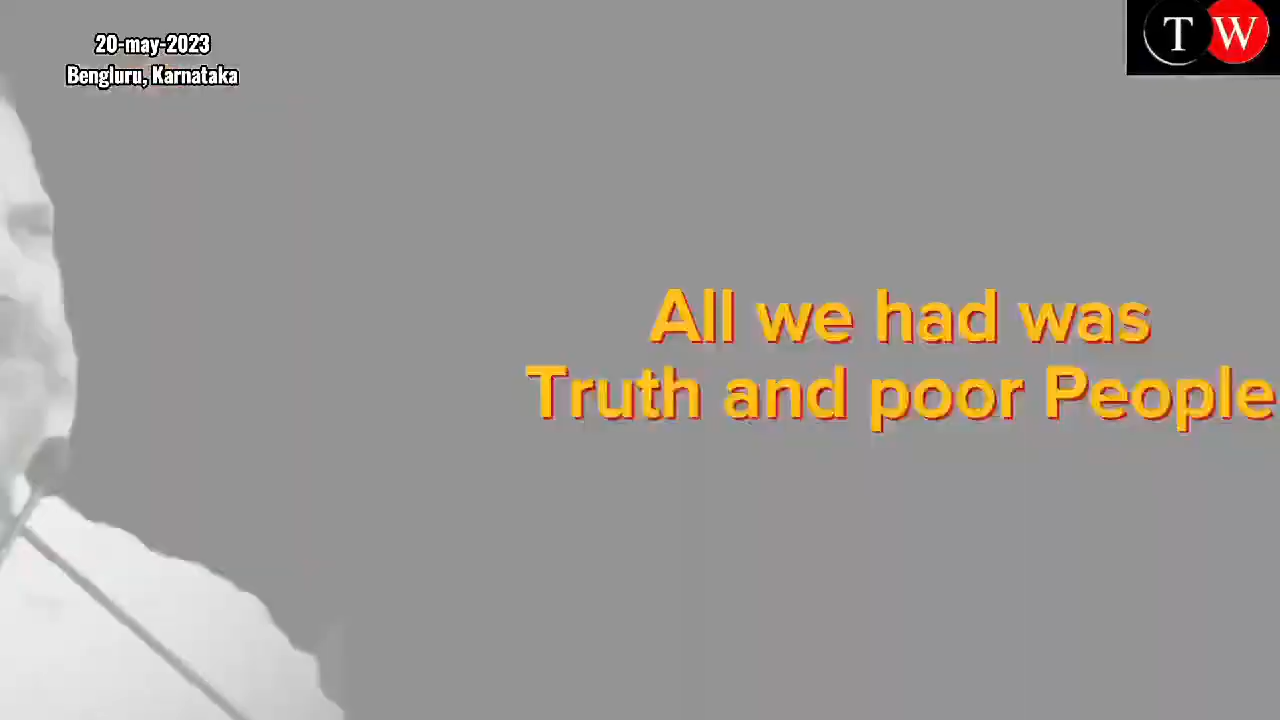 20-may-2023
Bengluru, Karnataka
TW
All we had was
Truth and poor People